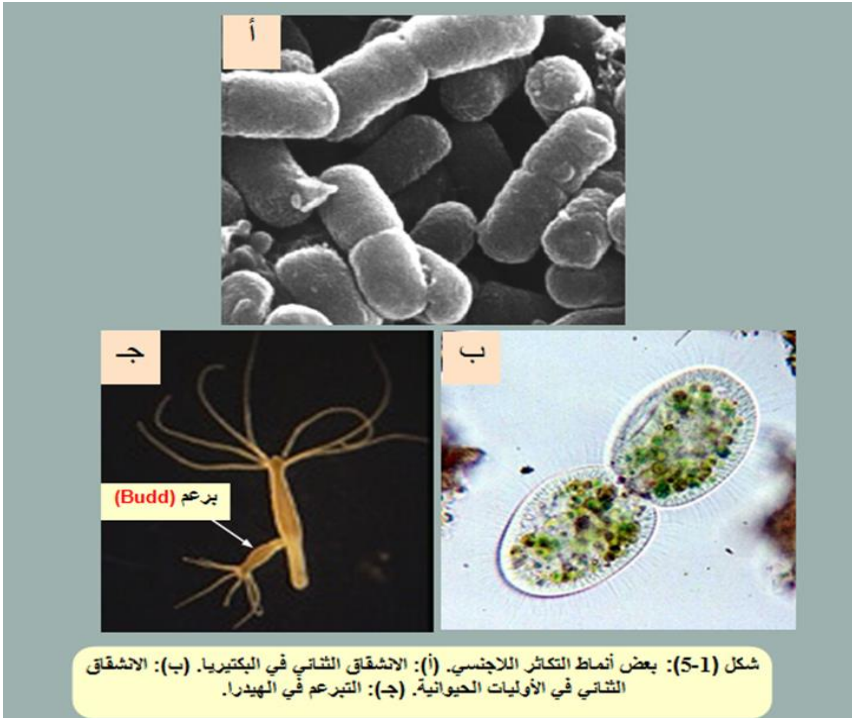 أ
جـ
ب
برعم (Budd)
شكل (1-5): بعض أنماط التكاثر اللاجنسي. (أ): الانشقاق الثنائي في البكتيريا. (ب): الانشقاق
الثنائي في الأوليات الحيوانية. (جـ): التبرعم في الهيدرا.